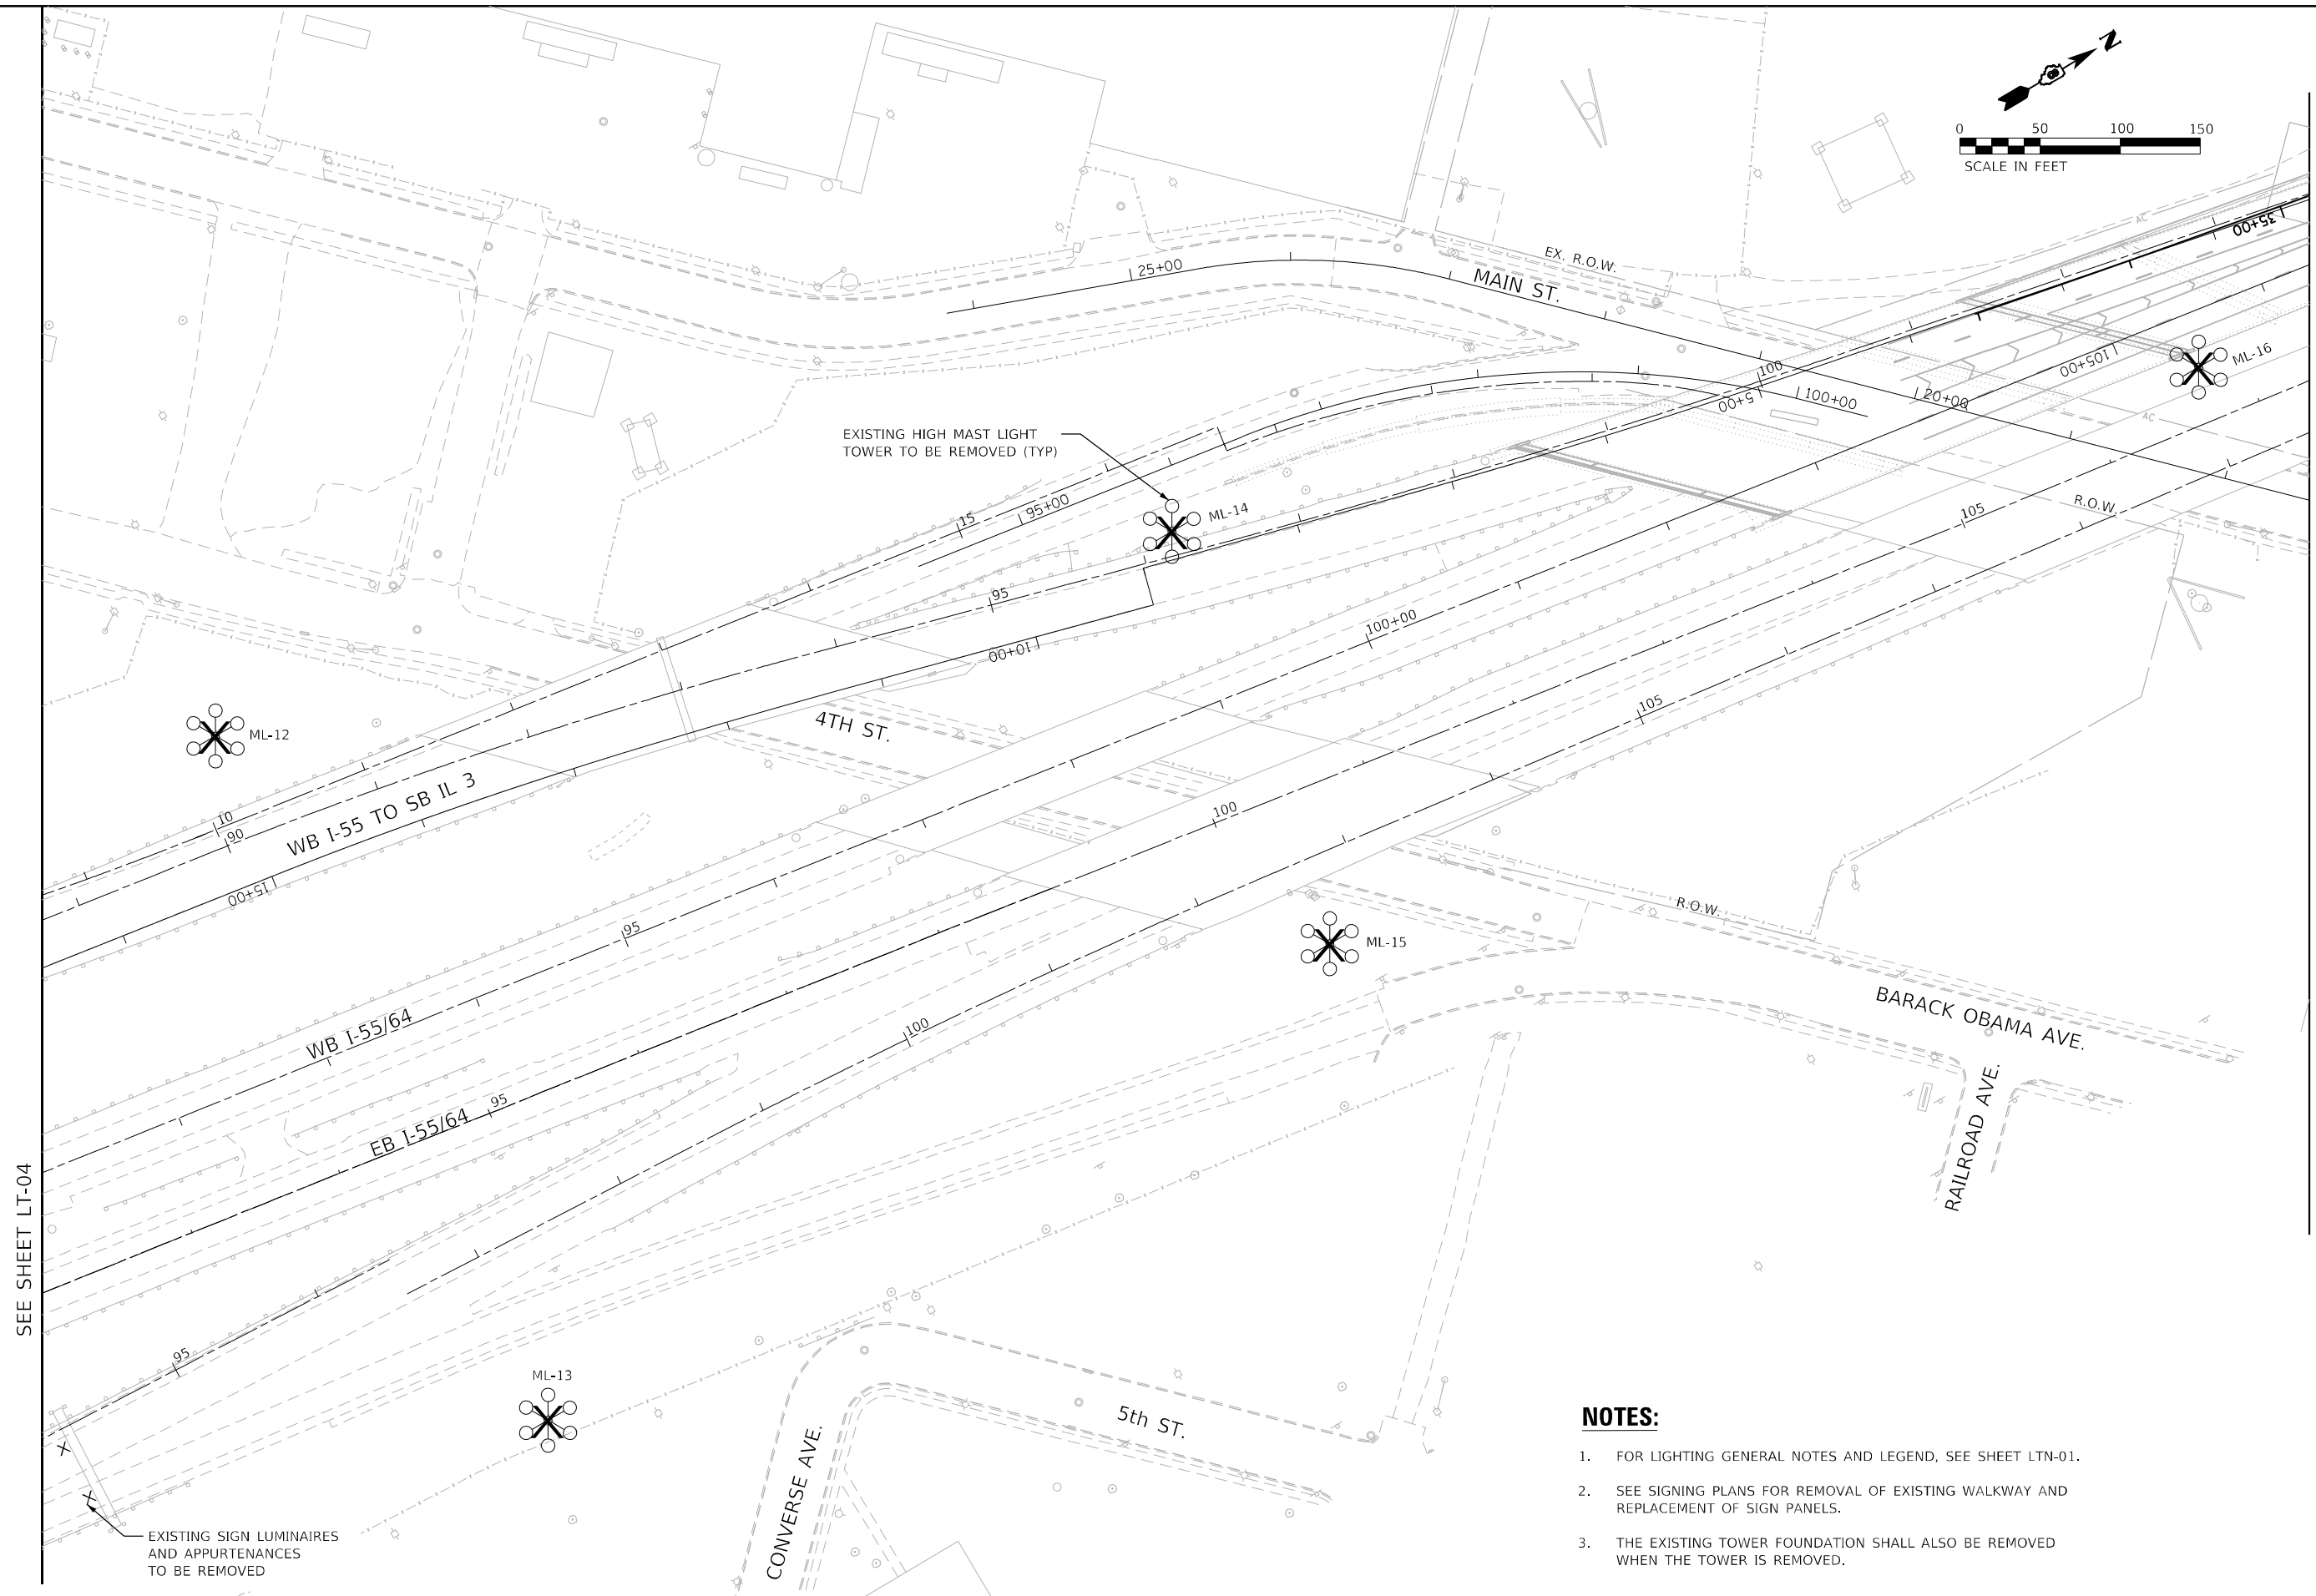 N
0 50 100 150
SCALE IN FEET
35+00
AC
EX. R.O.W.
25+00
MAIN ST.
ML-16
105+00
100
5+00
100+00
20+00
AC
EXISTING HIGH MAST LIGHT
TOWER TO BE REMOVED (TYP)
ML-14
15
95+00
105
R.O.W.
95
100+00
10+00
105
4TH ST.
ML-12
10
90
WB I-55 TO SB IL 3
15+00
100
95
R.O.W.
ML-15
BARACK OBAMA AVE.
WB I-55/64
100
95
EB I-55/64
RAILROAD AVE.
SEE SHEET LT-04
95
ML-13
5th ST.
CONVERSE AVE.
EXISTING SIGN LUMINAIRES
AND APPURTENANCES
TO BE REMOVED
NOTES:
1. FOR LIGHTING GENERAL NOTES AND LEGEND, SEE SHEET LTN-01.
2. SEE SIGNING PLANS FOR REMOVAL OF EXISTING WALKWAY AND
REPLACEMENT OF SIGN PANELS.
3. THE EXISTING TOWER FOUNDATION SHALL ALSO BE REMOVED
WHEN THE TOWER IS REMOVED.